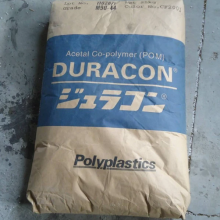 Acetal Co-polymer (POM)
DURACON®
ジュラコン®
Polyplastics